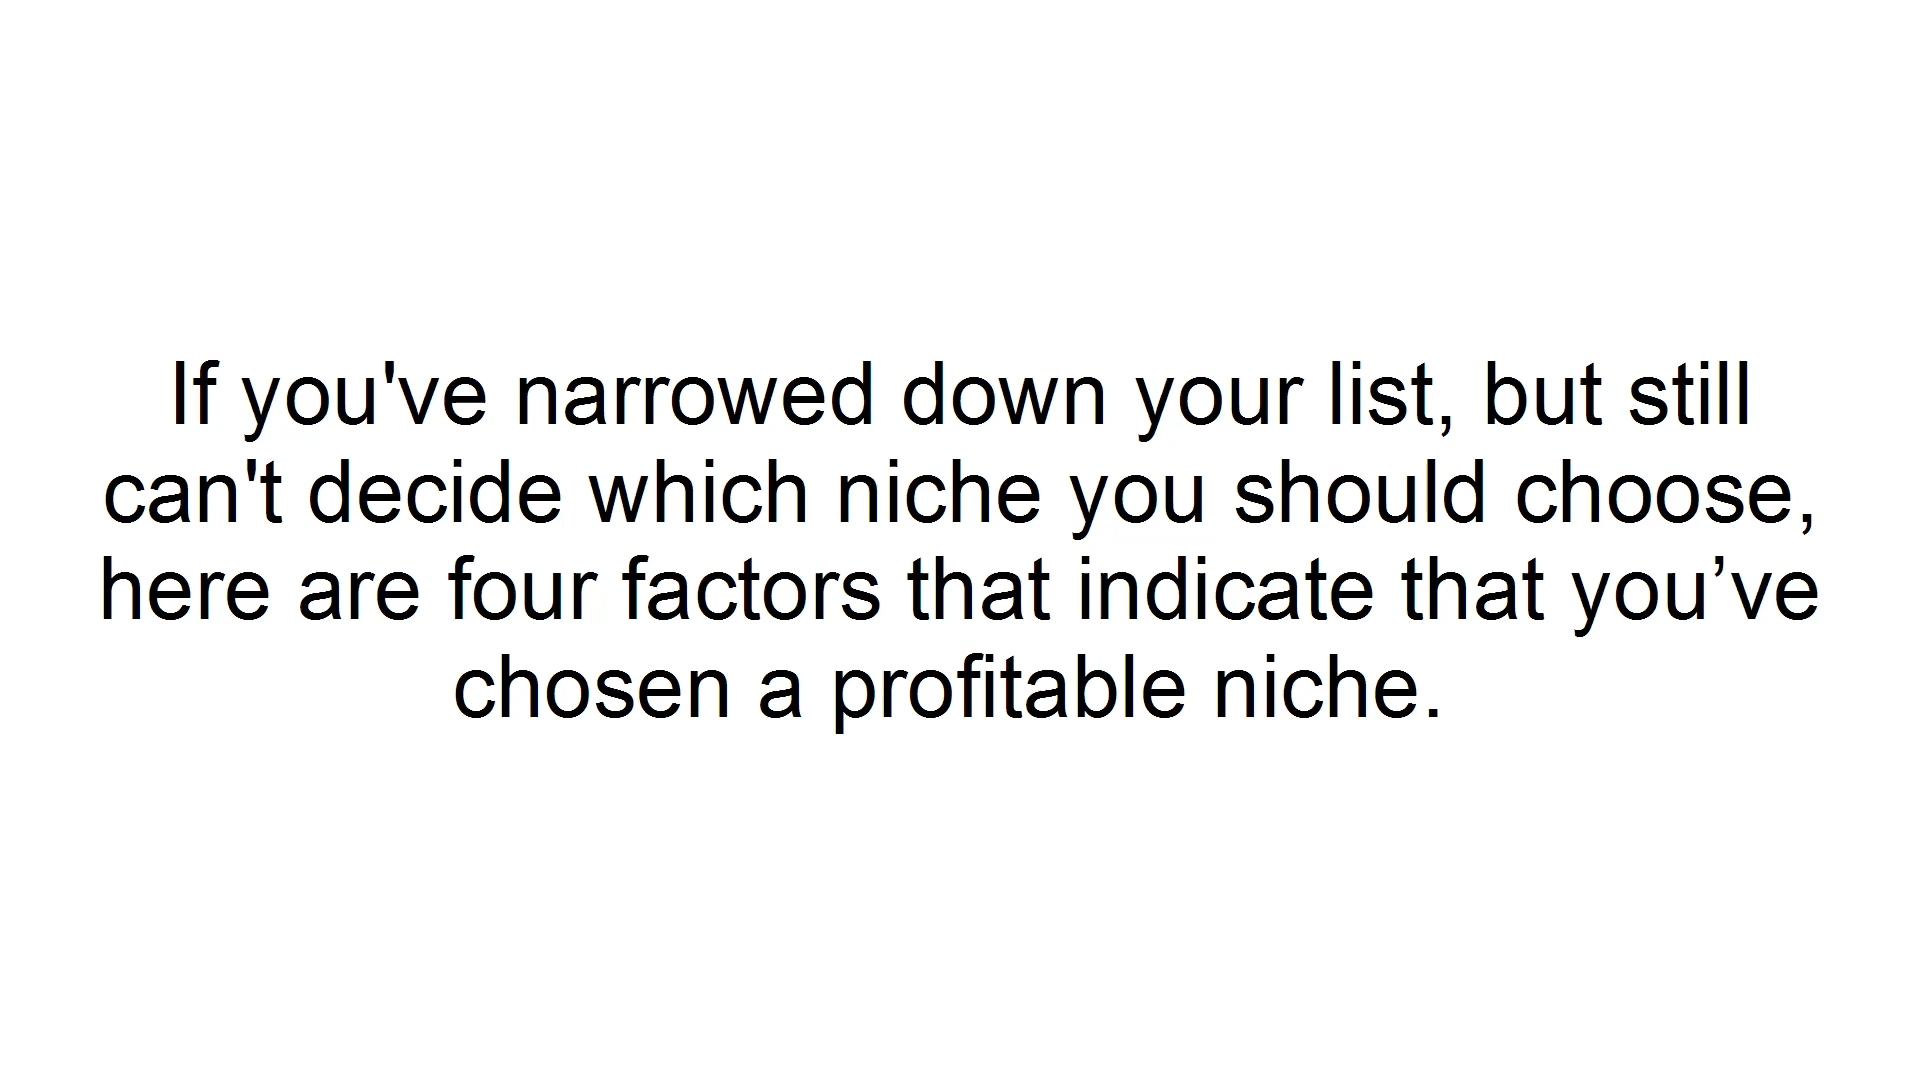 If you've narrowed down your list, but still
can't decide which niche you should choose,
here are four factors that indicate that you’ve
chosen a profitable niche.